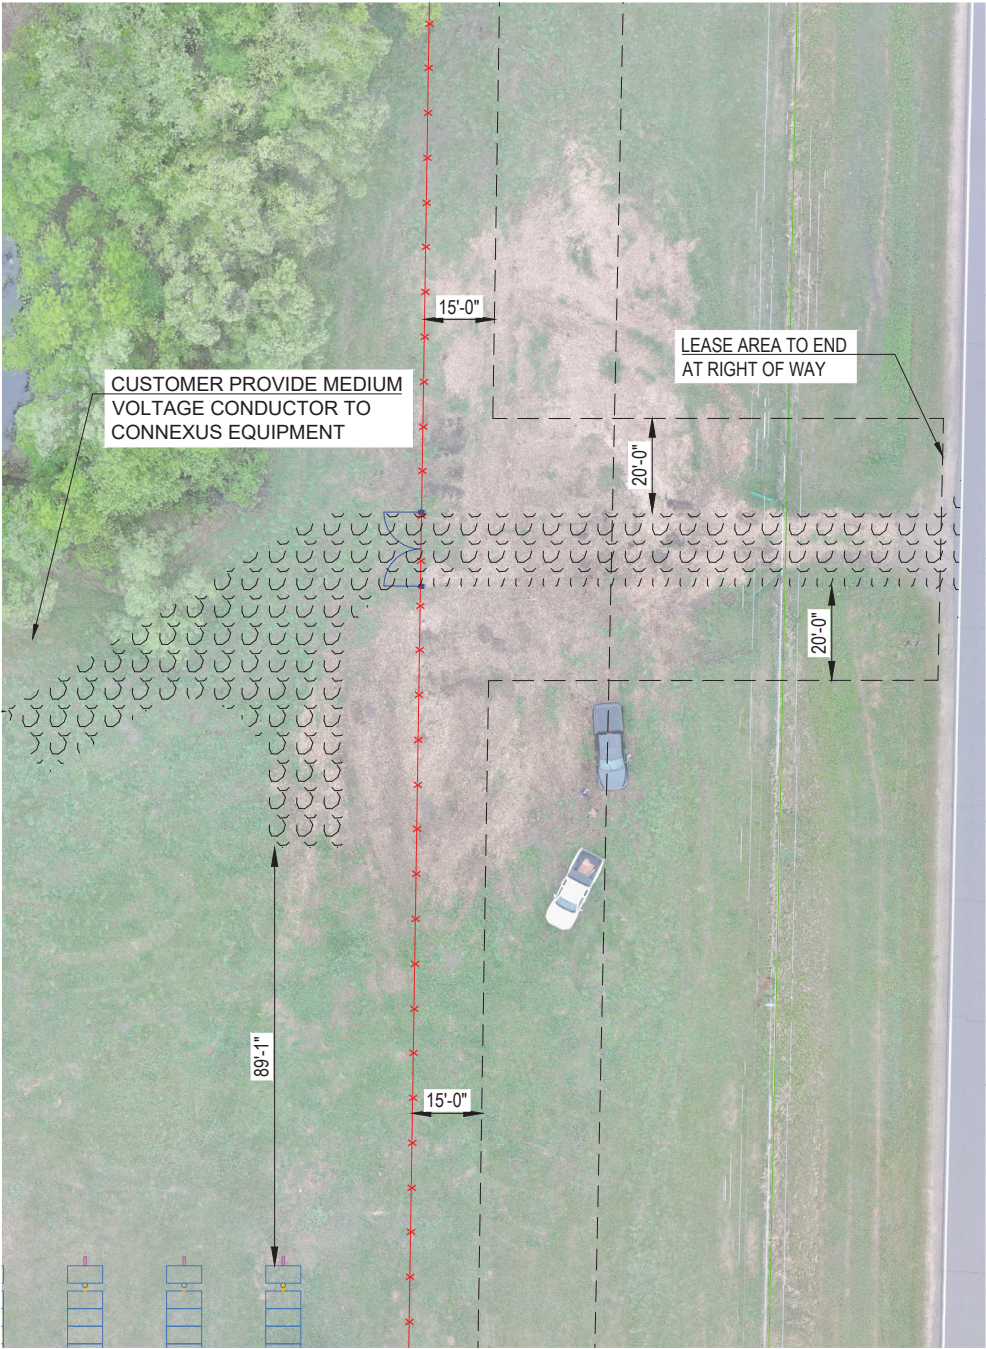 15'-0"
LEASE AREA TO END
AT RIGHT OF WAY
CUSTOMER PROVIDE MEDIUM
VOLTAGE CONDUCTOR TO
CONNEXUS EQUIPMENT
20'-0"
20'-0"
89'-1"
15'-0"